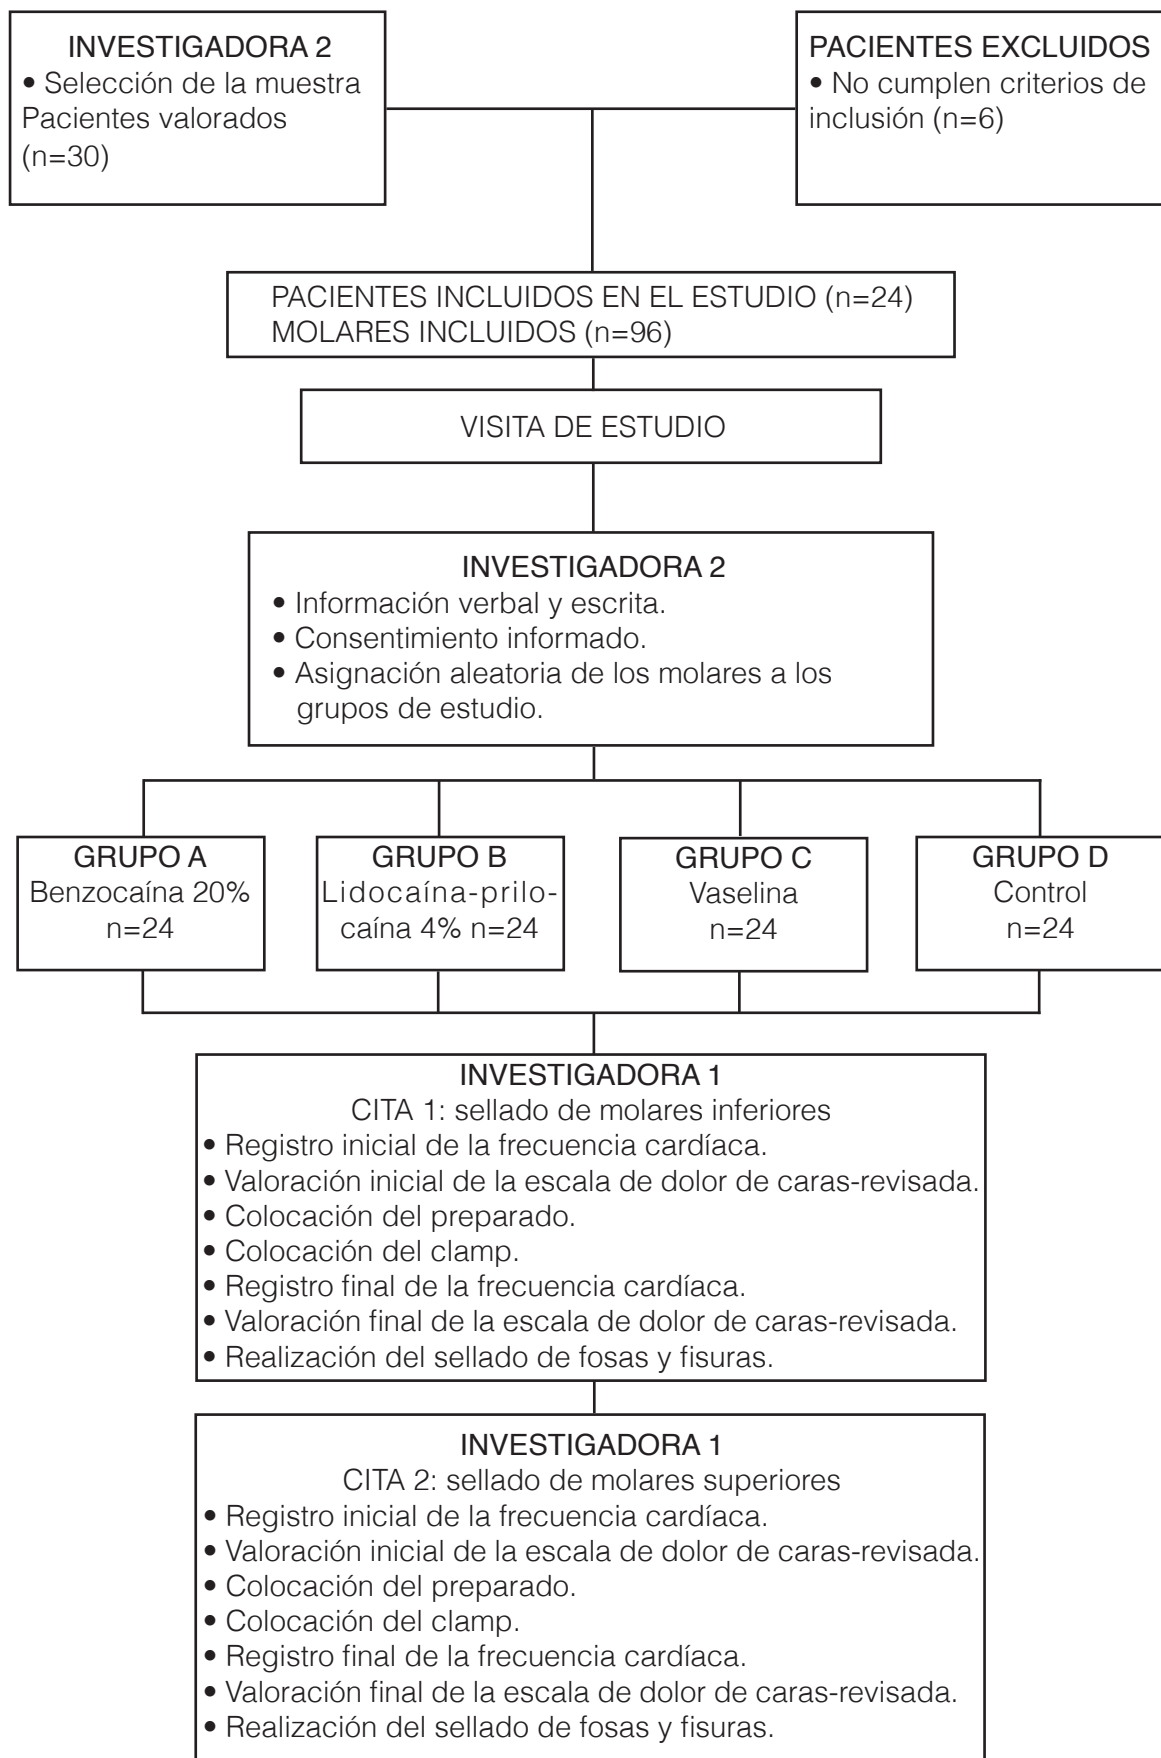 INVESTIGADORA 2
• Selección de la muestra
Pacientes valorados
(n=30)
PACIENTES EXCLUIDOS
• No cumplen criterios de
inclusión (n=6)
PACIENTES INCLUIDOS EN EL ESTUDIO (n=24)
MOLARES INCLUIDOS (n=96)
VISITA DE ESTUDIO
INVESTIGADORA 2
• Información verbal y escrita.
• Consentimiento informado.
• Asignación aleatoria de los molares a los
grupos de estudio.
GRUPO A
Benzocaína 20%
n=24
GRUPO B
Lidocaína-prilo-
caína 4% n=24
GRUPO C
Vaselina
n=24
GRUPO D
Control
n=24
INVESTIGADORA 1
CITA 1: sellado de molares inferiores
• Registro inicial de la frecuencia cardíaca.
• Valoración inicial de la escala de dolor de caras-revisada.
• Colocación del preparado.
• Colocación del clamp.
• Registro final de la frecuencia cardíaca.
• Valoración final de la escala de dolor de caras-revisada.
• Realización del sellado de fosas y fisuras.
INVESTIGADORA 1
CITA 2: sellado de molares superiores
• Registro inicial de la frecuencia cardíaca.
• Valoración inicial de la escala de dolor de caras-revisada.
• Colocación del preparado.
• Colocación del clamp.
• Registro final de la frecuencia cardíaca.
• Valoración final de la escala de dolor de caras-revisada.
• Realización del sellado de fosas y fisuras.